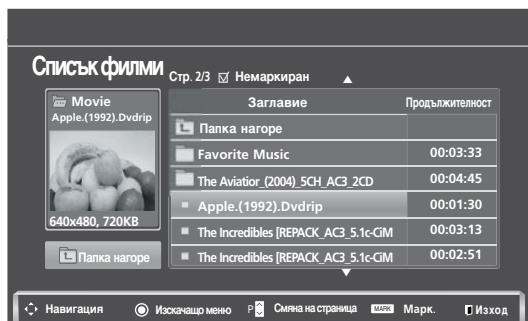 Списък филми
Стр. 2/3 Немаркиран
Movie
Apple.(1992).Dvdrip
640x480, 720KB
Папка нагоре
Заглавие Продължителност
Папка нагоре
Favorite Music 00:03:33
The Aviatior_(2004)_5CH_AC3_2CD 00:04:45
Apple.(1992).Dvdrip 00:01:30
The Incredibles [REPACK_AC3_5.1c-CiM 00:03:13
The Incredibles [REPACK_AC3_5.1c-CiM 00:02:51
Навигация Изскачащо меню P Смяна на страница MARK Марк. Изход